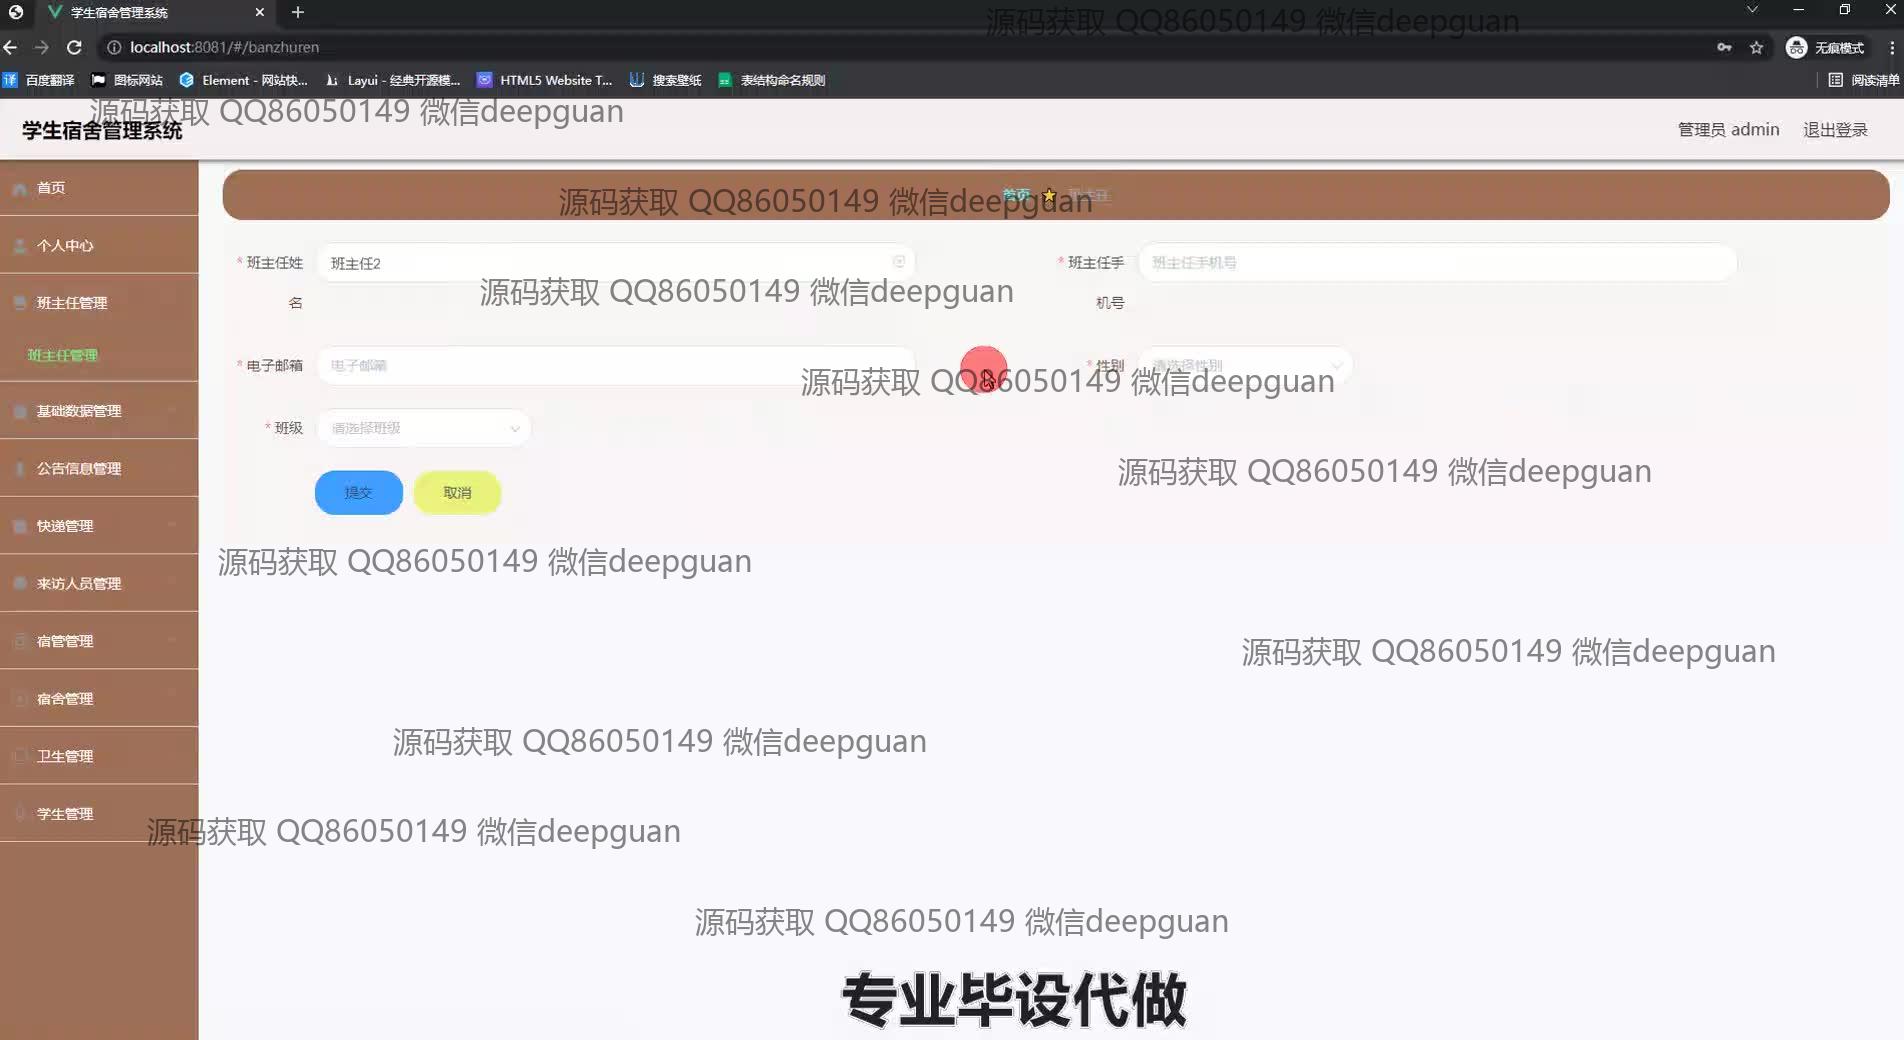 学生宿舍管理系统
源码获取 QQ86050149 微信deepguan
localhost:8081/#/banzhuren
无痕模式
百度翻译
图标网站
Element - 网站快...
Layui - 经典开源模...
HTML5 Website T...
搜索壁纸
表结构命名规则
阅读清单
源码获取 QQ86050149 微信deepguan
学生宿舍管理系统
管理员 admin
退出登录
首页
源码获取 QQ86050149 微信deepguan
首页
班主任
个人中心
* 班主任姓名
班主任2
* 班主任手机号
班主任手机号
源码获取 QQ86050149 微信deepguan
班主任管理
班主任管理
* 电子邮箱
电子邮箱
* 性别
请选择性别
源码获取 QQ86050149 微信deepguan
基础数据管理
* 班级
请选择班级
公告信息管理
源码获取 QQ86050149 微信deepguan
提交
取消
快递管理
源码获取 QQ86050149 微信deepguan
来访人员管理
宿管管理
源码获取 QQ86050149 微信deepguan
宿舍管理
源码获取 QQ86050149 微信deepguan
卫生管理
学生管理
源码获取 QQ86050149 微信deepguan
源码获取 QQ86050149 微信deepguan
专业毕设代做